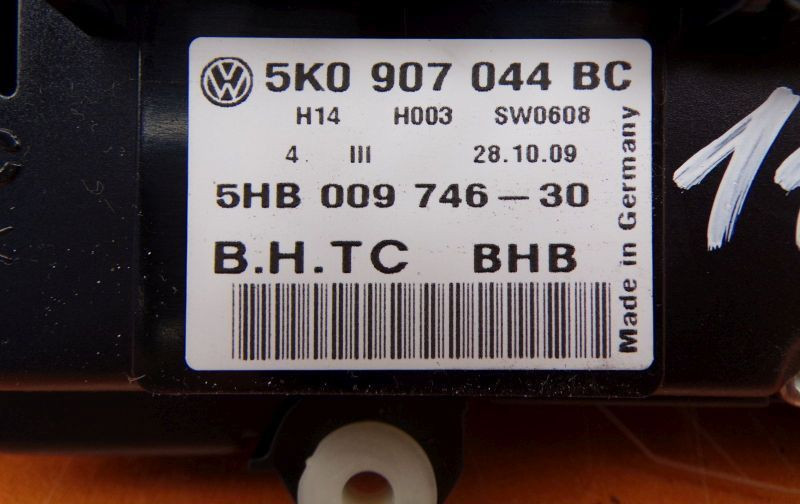 5K0 907 044 BC
H14 H003 SW0608
4 III 28.10.09
5HB 009 746-30
B.H.TC BHB
Made in Germany